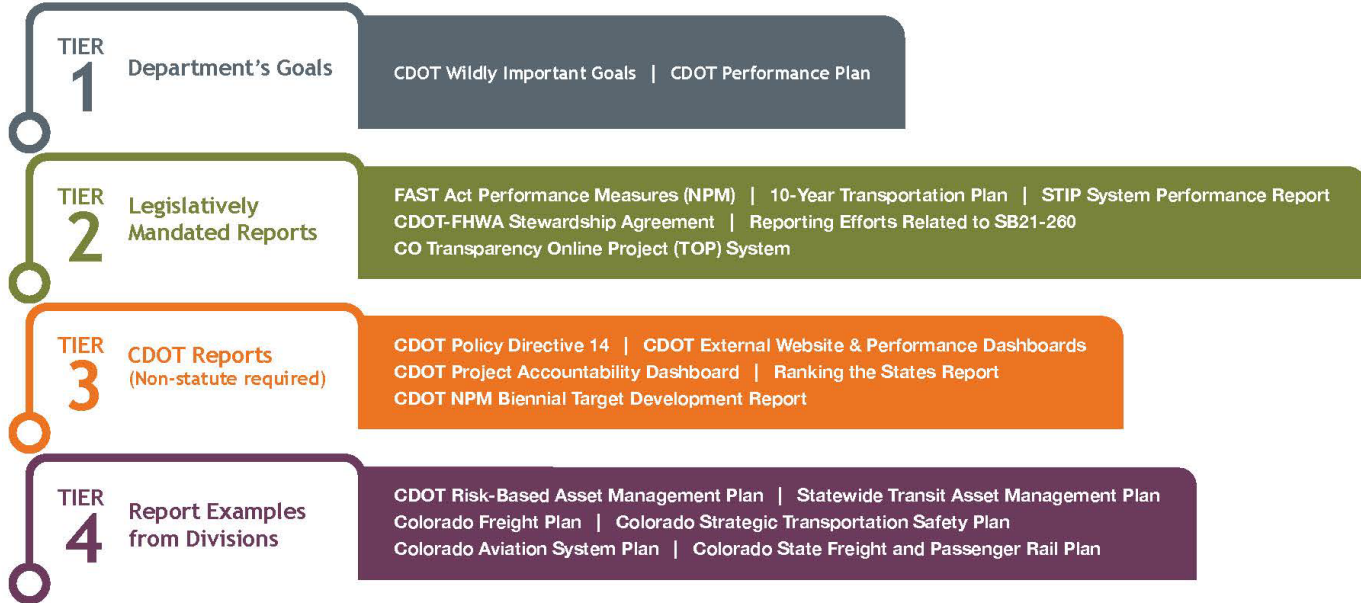 TIER
1
Department's Goals
CDOT Wildly Important Goals | CDOT Performance Plan
TIER
2
Legislatively
Mandated Reports
FAST Act Performance Measures (NPM) | 10-Year Transportation Plan | STIP System Performance Report
CDOT-FHWA Stewardship Agreement | Reporting Efforts Related to SB21-260
CO Transparency Online Project (TOP) System
TIER
3
CDOT Reports
(Non-statute required)
CDOT Policy Directive 14 | CDOT External Website & Performance Dashboards
CDOT Project Accountability Dashboard | Ranking the States Report
CDOT NPM Biennial Target Development Report
TIER
4
Report Examples
from Divisions
CDOT Risk-Based Asset Management Plan | Statewide Transit Asset Management Plan
Colorado Freight Plan | Colorado Strategic Transportation Safety Plan
Colorado Aviation System Plan | Colorado State Freight and Passenger Rail Plan